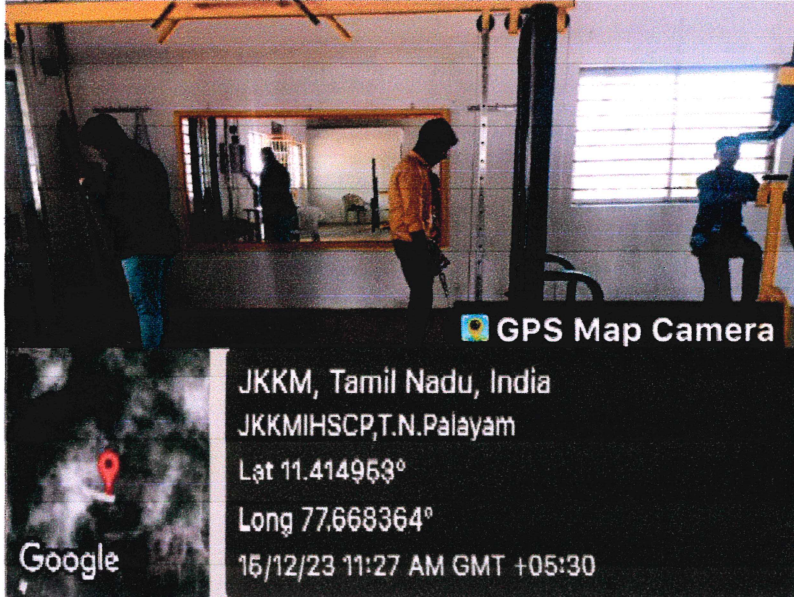 GPS Map Camera
JKKM, Tamil Nadu, India
JKKMIHSCP,T.N.Palayam
Lat 11.414953°
Long 77.668364°
15/12/23 11:27 AM GMT +05:30
Google